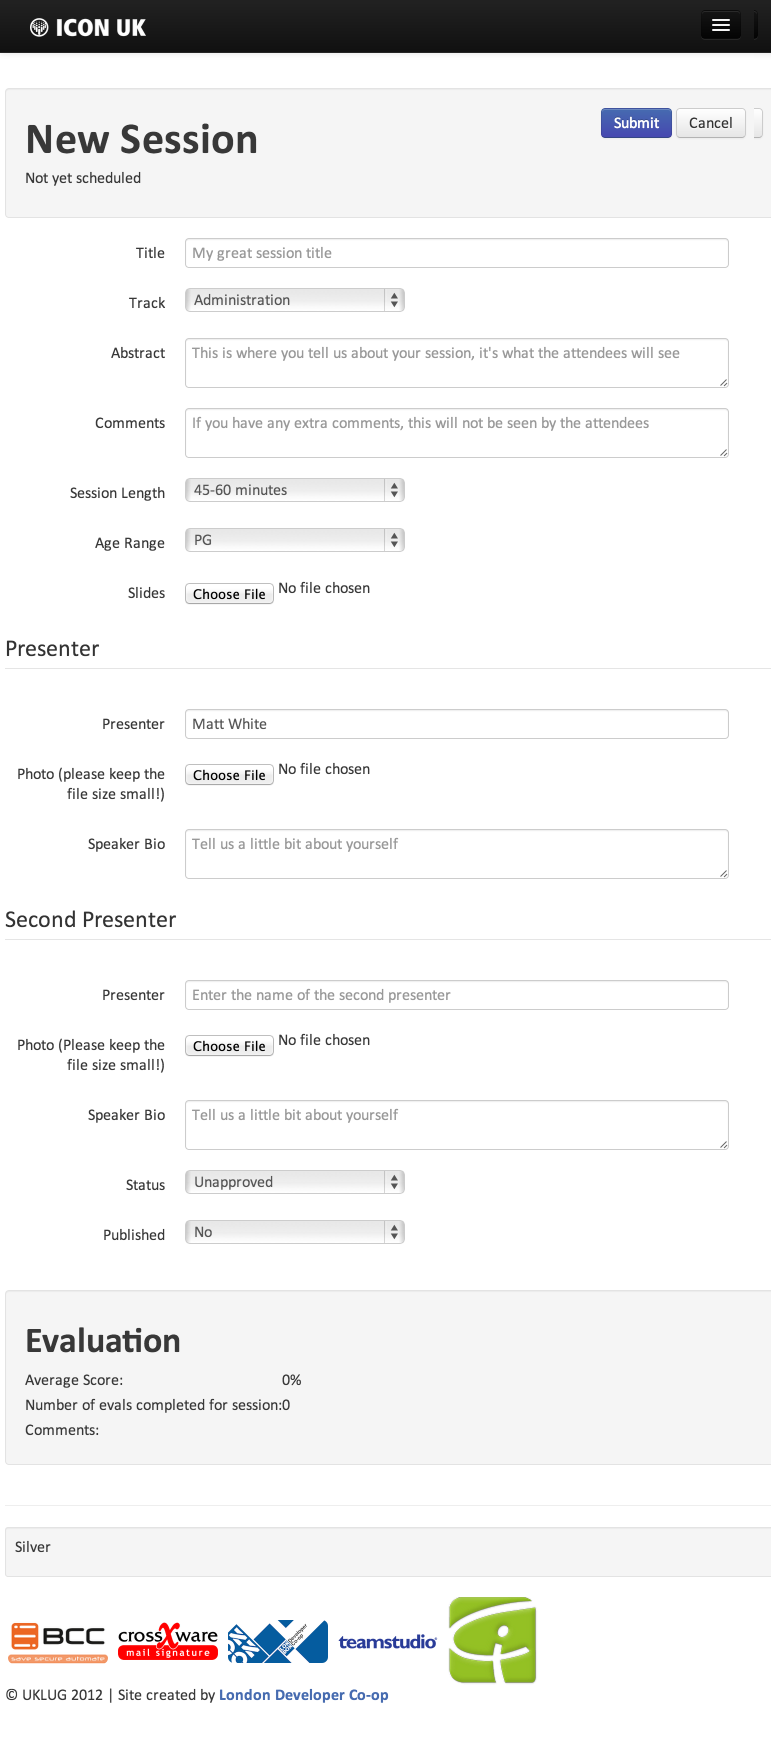 ICON UK
New Session
Submit
Cancel
Not yet scheduled
Title
My great session title
Track
Administration
Abstract
This is where you tell us about your session, it's what the attendees will see
Comments
If you have any extra comments, this will not be seen by the attendees
Session Length
45-60 minutes
Age Range
PG
Slides
Choose File No file chosen
Presenter
Presenter
Matt White
Photo (please keep the
file size small!)
Choose File No file chosen
Speaker Bio
Tell us a little bit about yourself
Second Presenter
Presenter
Enter the name of the second presenter
Photo (Please keep the
file size small!)
Choose File No file chosen
Speaker Bio
Tell us a little bit about yourself
Status
Unapproved
Published
No
Evaluation
Average Score: 0%
Number of evals completed for session:0
Comments:
Silver
BCC
save secure automate
crossware
mail signature
teamstudio
© UKLUG 2012 | Site created by London Developer Co-op